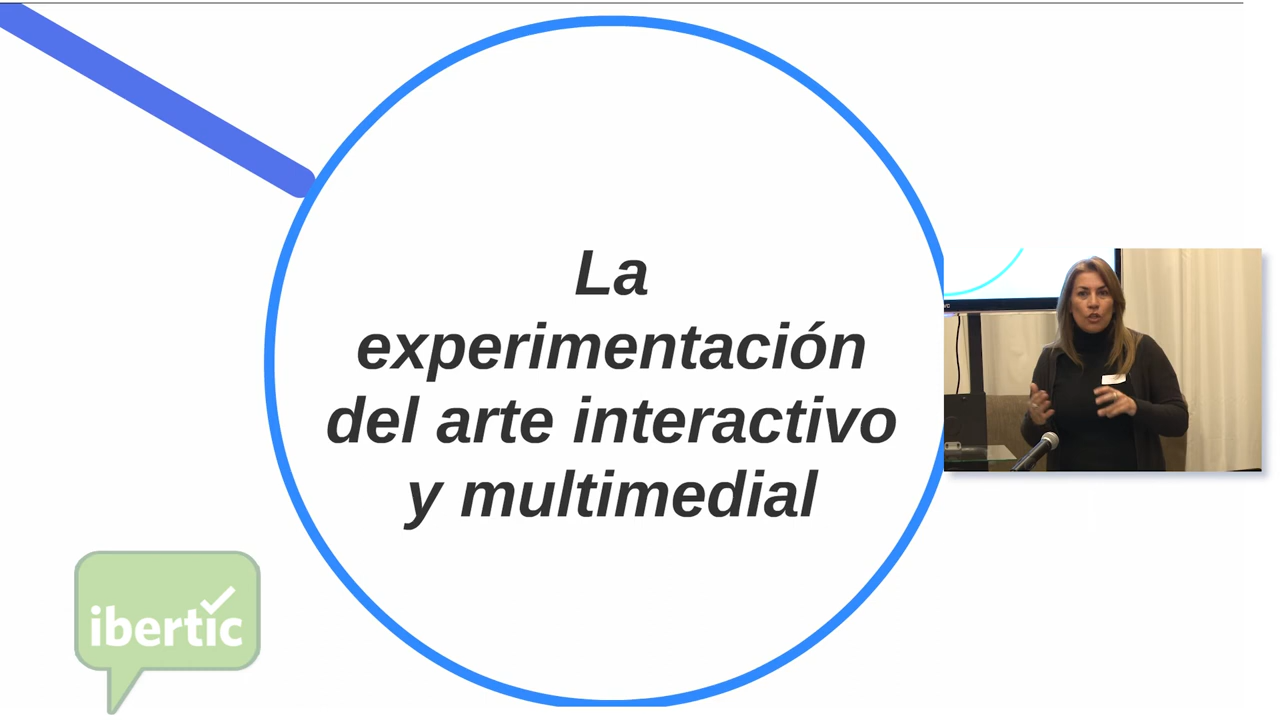 La
experimentación
del arte interactivo
y multimedial
ibertic